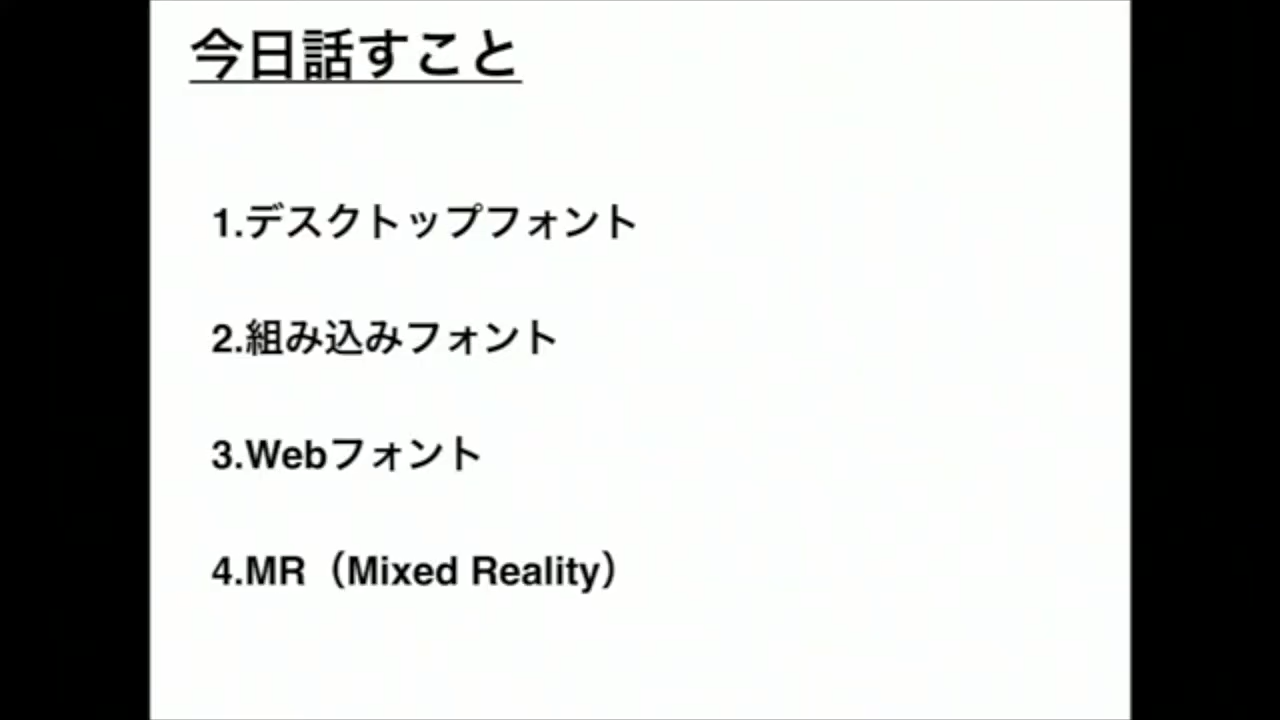 今日話すこと
1.デスクトップフォント
2.組み込みフォント
3.Webフォント
4.MR（Mixed Reality）